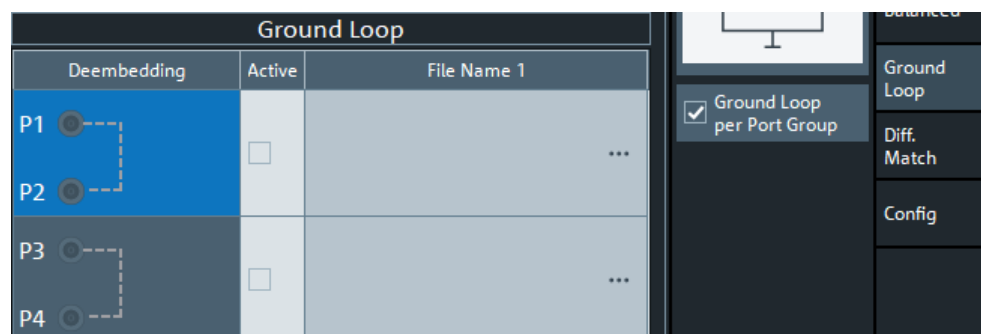 Ground Loop
Deembedding Active File Name 1
P1
...
P2
P3
...
P4
Ground Loop
per Port Group
Balanced
Ground
Loop
Diff.
Match
Config